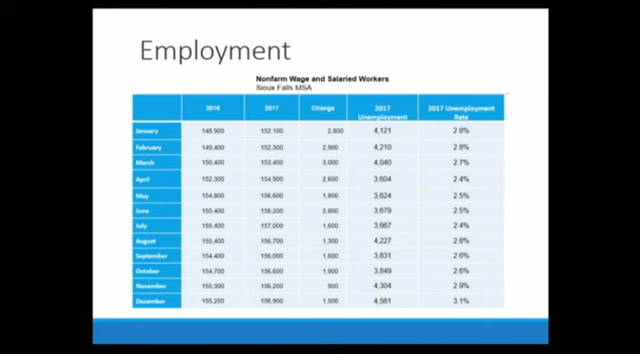 Employment
Nonfarm Wage and Salaried Workers
Sioux Falls MSA
2016 2017 Change 2017 Unemployment 2017 Unemployment Rate
January 148,900 152,100 2,800 4,121 2.8%
February 149,400 152,300 2,900 4,210 2.8%
March 150,400 153,400 3,000 4,040 2.7%
April 152,300 154,900 2,600 3,604 2.4%
May 154,800 156,600 1,800 3,624 2.5%
June 155,400 158,200 2,800 3,679 2.5%
July 155,400 157,000 1,600 3,667 2.4%
August 155,400 156,700 1,300 4,227 2.8%
September 154,400 156,000 1,600 3,831 2.6%
October 154,700 156,600 1,900 3,849 2.6%
November 155,300 156,200 900 4,304 2.9%
December 155,200 156,900 1,500 4,561 3.1%